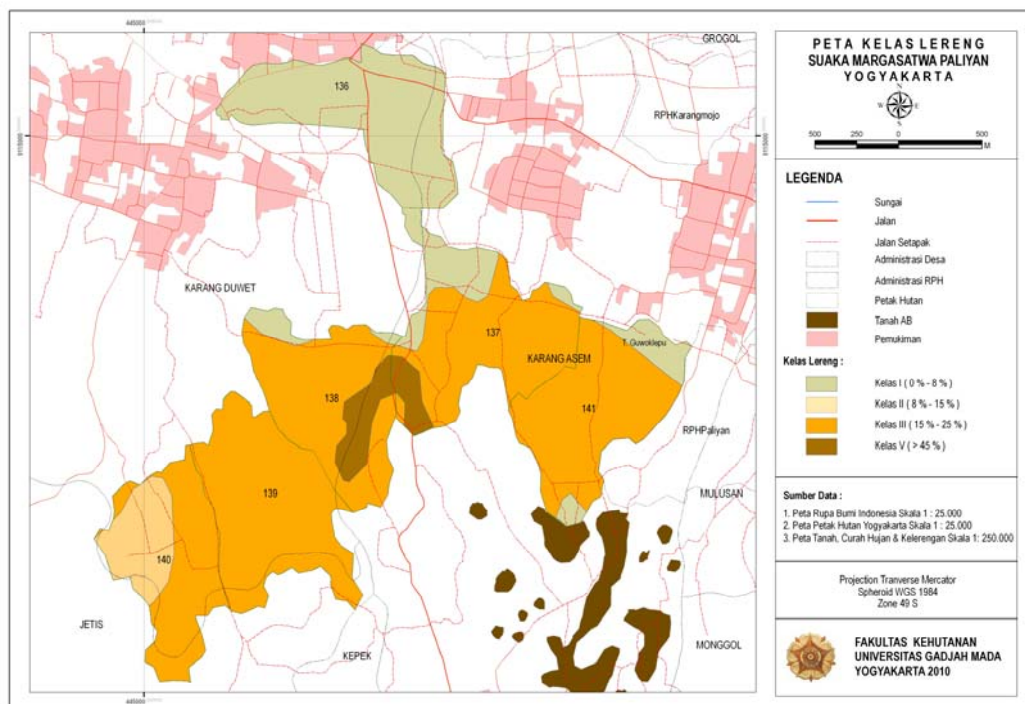 445000
GROGOL
136
RPHKarangmojo
9115000
9115000
KARANG DUWET
137
T. Guwoklepu
KARANG ASEM
138
141
RPHPaliyan
139
MULUSAN
140
JETIS
KEPEK
MONGGOL
445000
PETA KELAS LERENG
SUAKA MARGASATWA PALIYAN
YOGYAKARTA
N
W E
S
500 250 0 500
M
LEGENDA
Sungai
Jalan
Jalan Setapak
Administrasi Desa
Administrasi RPH
Petak Hutan
Tanah AB
Pemukiman
Kelas Lereng :
Kelas I ( 0 % - 8 % )
Kelas II ( 8 % - 15 % )
Kelas III ( 15 % - 25 % )
Kelas V ( > 45 % )
Sumber Data :
1. Peta Rupa Bumi Indonesia Skala 1 : 25.000
2. Peta Petak Hutan Yogyakarta Skala 1 : 25.000
3. Peta Tanah, Curah Hujan & Kelerengan Skala 1: 250.000
Projection Tranverse Mercator
Spheroid WGS 1984
Zone 49 S
FAKULTAS KEHUTANAN
UNIVERSITAS GADJAH MADA
YOGYAKARTA 2010